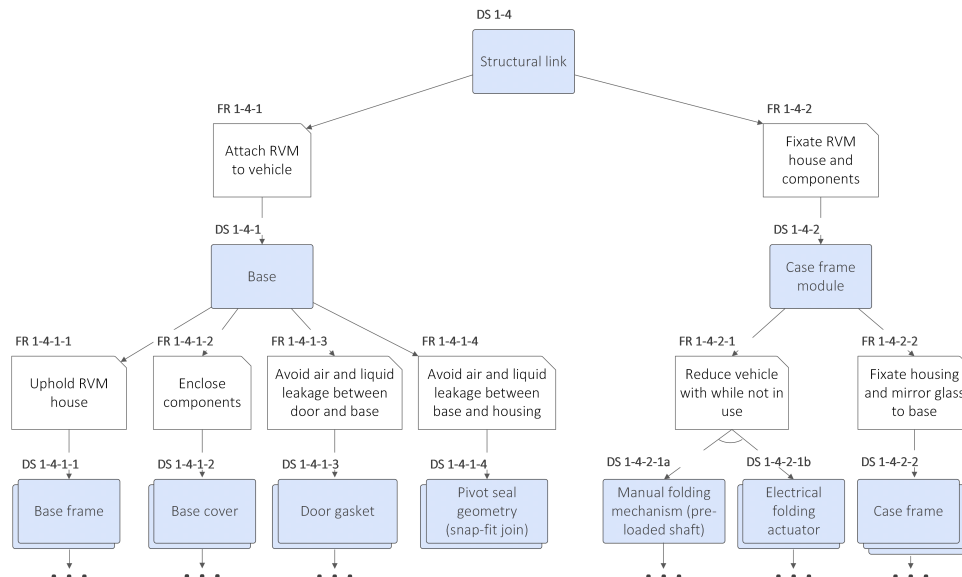 DS 1-4
Structural link
FR 1-4-1
FR 1-4-2
Attach RVM
to vehicle
Fixate RVM
house and
components
DS 1-4-1
DS 1-4-2
Base
Case frame
module
FR 1-4-1-1
FR 1-4-1-2
FR 1-4-1-3
FR 1-4-1-4
FR 1-4-2-1
FR 1-4-2-2
Uphold RVM
house
Enclose
components
Avoid air and liquid
leakage between
door and base
Avoid air and liquid
leakage between
base and housing
Reduce vehicle
with while not in
use
Fixate housing
and mirror glass
to base
DS 1-4-1-1
DS 1-4-1-2
DS 1-4-1-3
DS 1-4-1-4
DS 1-4-2-1a
DS 1-4-2-1b
DS 1-4-2-2
Base frame
Base cover
Door gasket
Pivot seal
geometry
(snap-fit join)
Manual folding
mechanism (pre-
loaded shaft)
Electrical
folding
actuator
Case frame